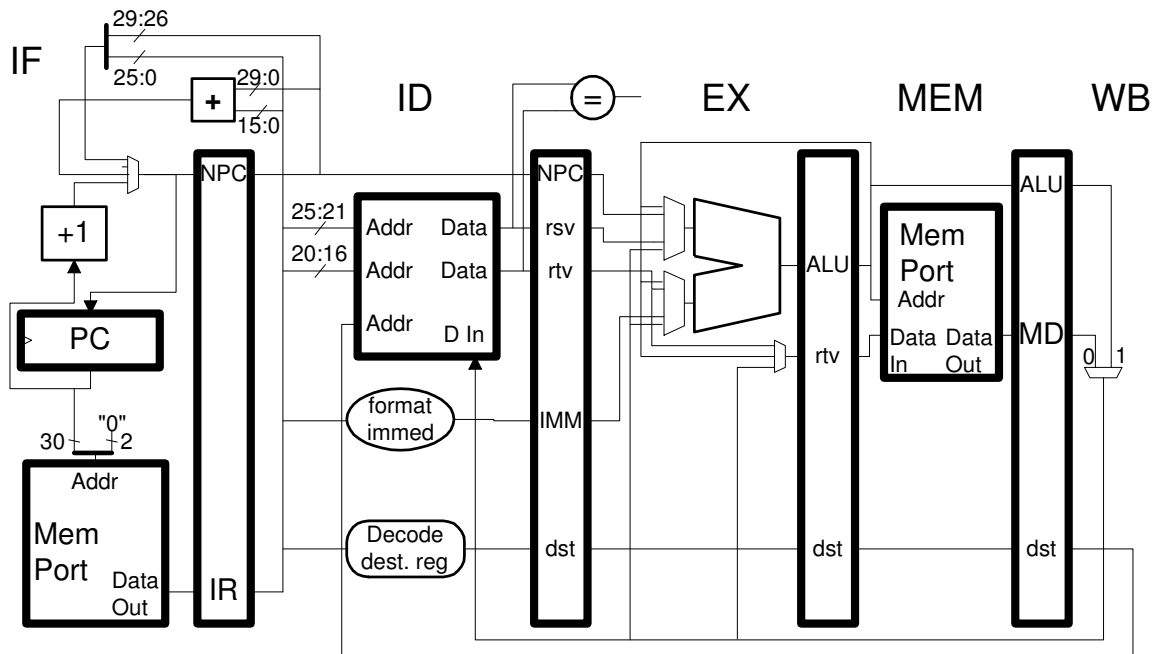 29:26
25:0
IF
+
29:0
15:0
ID
=
EX
MEM
WB
NPC
NPC
ALU
+1
25:21
Addr
Data
rsv
20:16
Addr
Data
rtv
Addr
D In
PC
ALU
Mem
Port
Addr
Data
In
Data
Out
MD
0
1
rtv
format
immed
IMM
30
"0"
2
Addr
Mem
Port
Data
Out
IR
Decode
dest. reg
dst
dst
dst